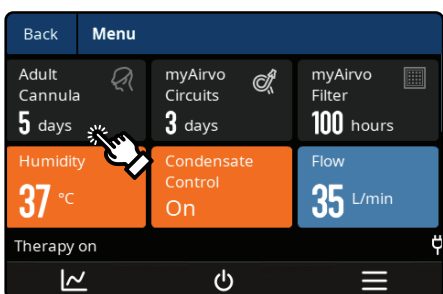 Back Menu
Adult
Cannula
5 days
myAirvo
Circuits
3 days
myAirvo
Filter
100 hours
Humidity
37 °C
Condensate
Control
On
Flow
35 L/min
Therapy on